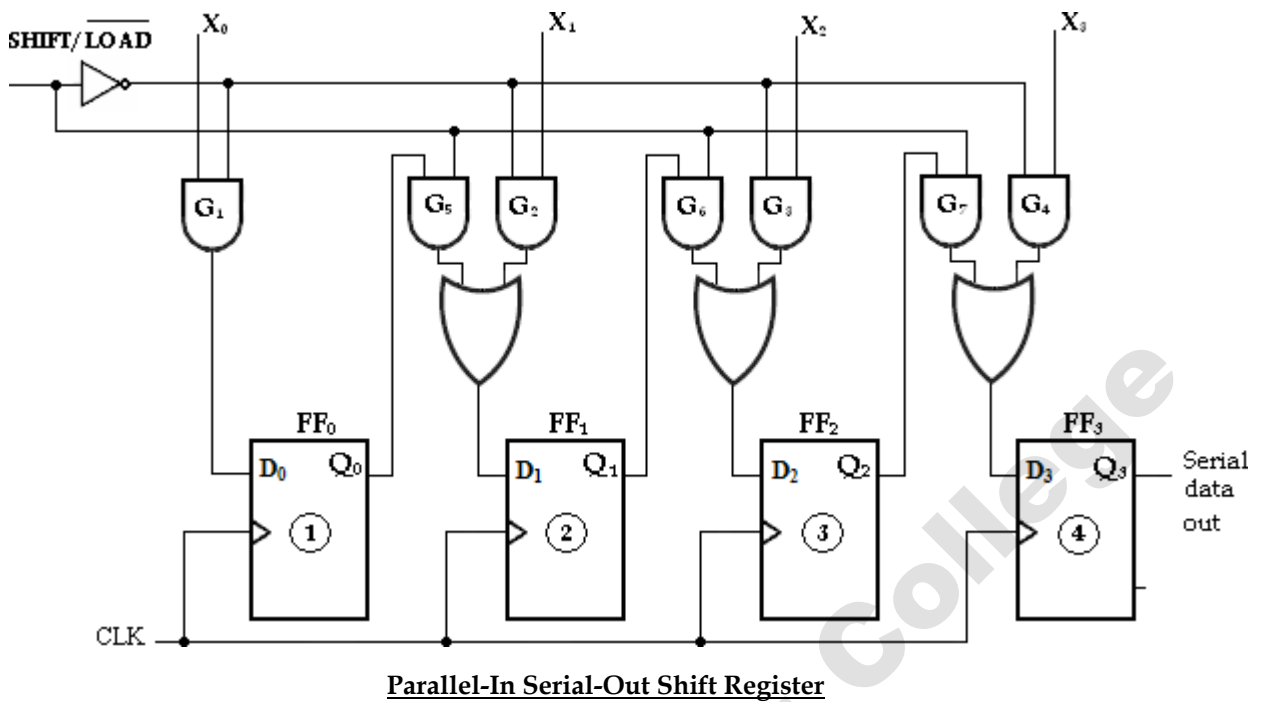 X₀ X₁ X₂ X₃
SHIFT/L̅O̅A̅D̅
G₁ G₅ G₂ G₆ G₃ G₇ G₄
FF₀ FF₁ FF₂ FF₃
D₀ Q₀ D₁ Q₁ D₂ Q₂ D₃ Q₃
Serial
data
out
1 2 3 4
CLK
College
Parallel-In Serial-Out Shift Register